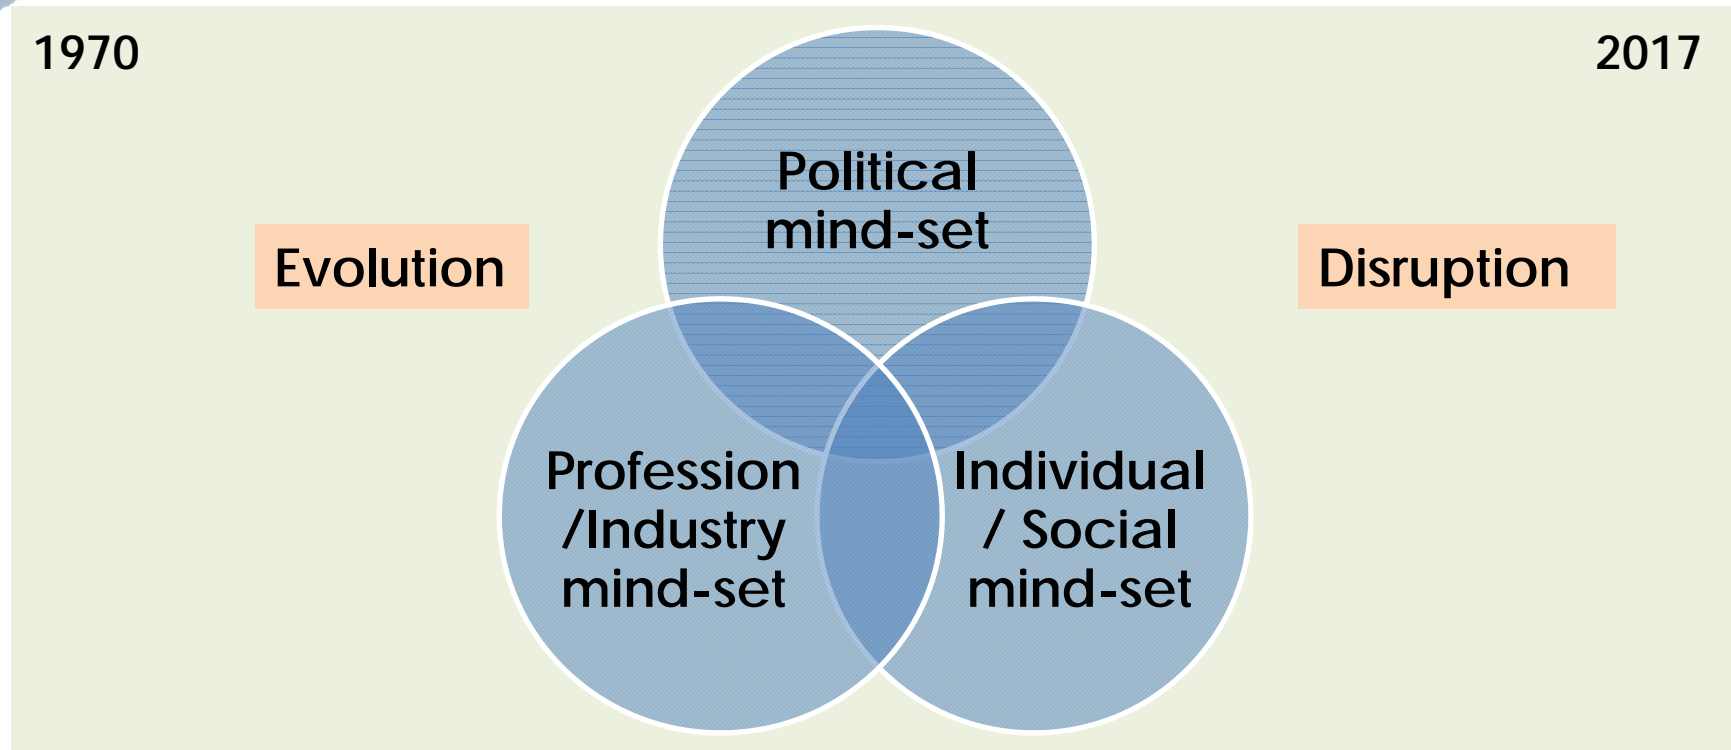 1970
2017
Political
mind-set
Evolution
Disruption
Profession
/Industry
mind-set
Individual
/ Social
mind-set